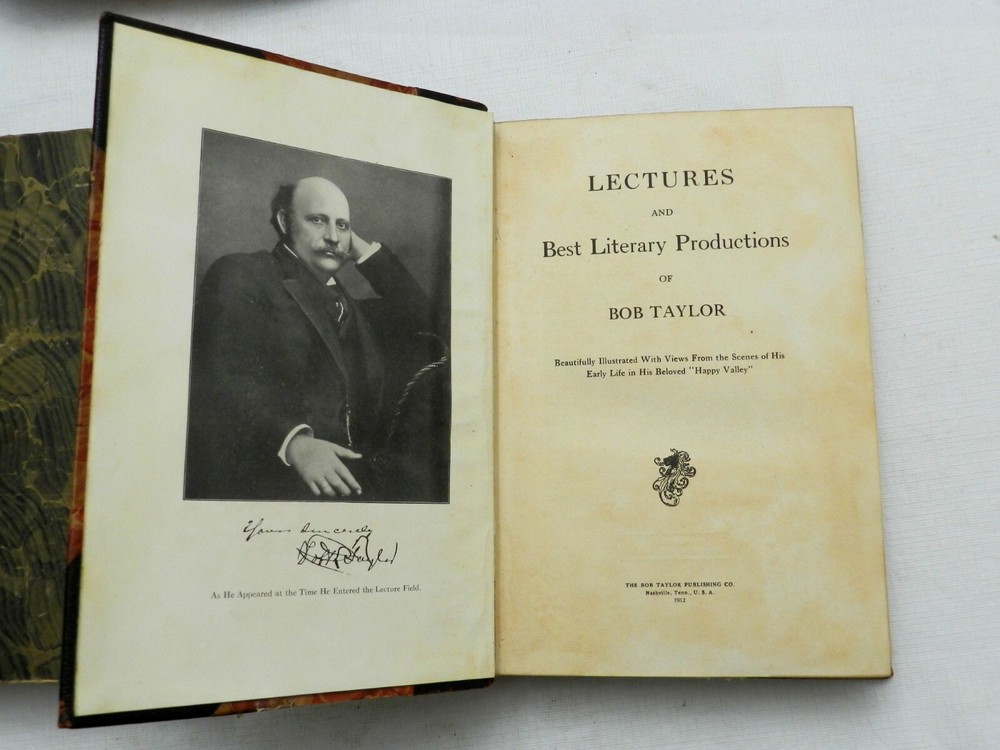 Yours Sincerely
Robt L Taylor
As He Appeared at the Time He Entered the Lecture Field.
LECTURES
AND
Best Literary Productions
OF
BOB TAYLOR
Beautifully Illustrated With Views From the Scenes of His
Early Life in His Beloved "Happy Valley"
THE BOB TAYLOR PUBLISHING CO.
Nashville, Tenn., U. S. A.
1912